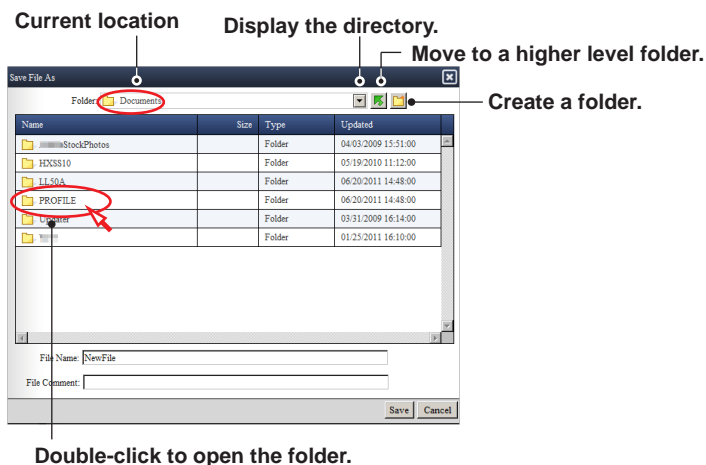 Current location
Display the directory.
Move to a higher level folder.
Save File As
Folder: Documents
Create a folder.
Name Size Type Updated
StockPhotos Folder 04/03/2009 15:51:00
HXSS10 Folder 05/19/2010 11:12:00
LL50A Folder 06/20/2011 14:48:00
PROFILE Folder 06/20/2011 14:48:00
Updater Folder 03/31/2009 16:14:00
Folder 01/25/2011 16:10:00
File Name: NewFile
File Comment:
Save Cancel
Double-click to open the folder.